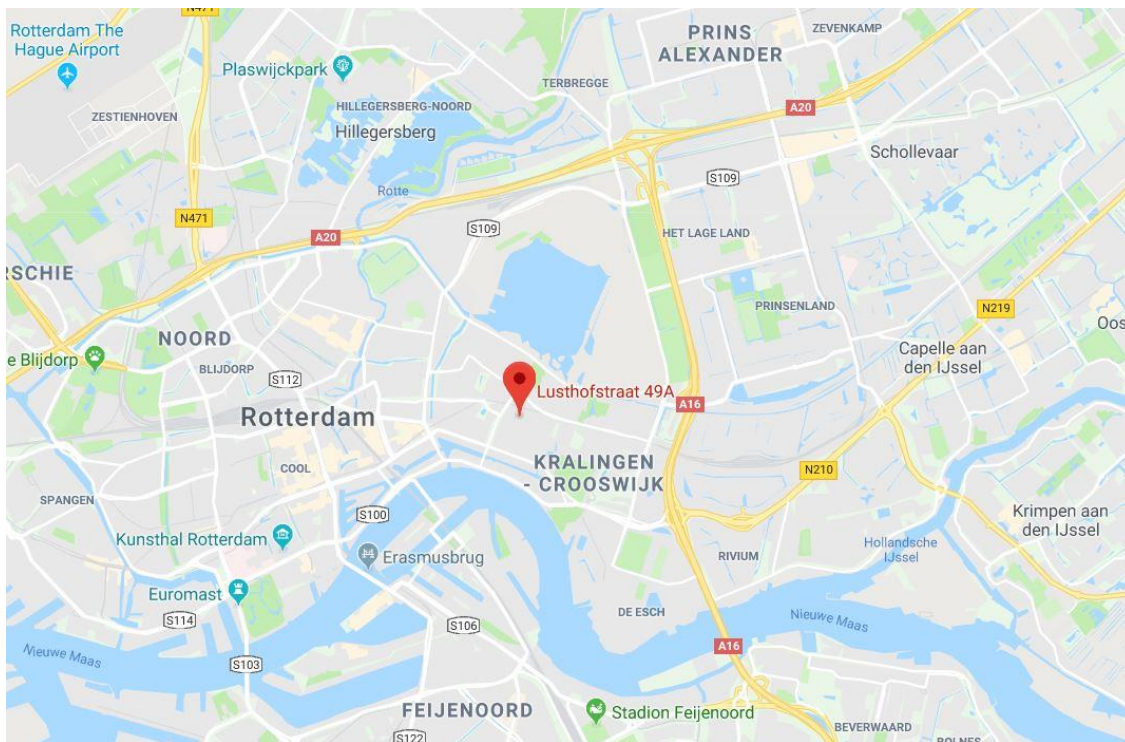 N471
Rotterdam The
Hague Airport
PRINS
ALEXANDER
ZEVENKAMP
Plaswijckpark
TERBREGGE
ZESTIENHOVEN
HILLEGERSBERG-NOORD
Hillegersberg
A20
Schollevaar
S109
Rotte
N471
A20
S109
HET LAGE LAND
RSCHIE
PRINSENLAND
N219
Oos
NOORD
e Blijdorp
BLIJDORP
S112
Capelle aan
den IJssel
Lusthofstraat 49A
A16
Rotterdam
KRALINGEN
- CROOSWIJK
COOL
N210
SPANGEN
S100
Krimpen aan
den IJssel
Kunsthal Rotterdam
Erasmusbrug
RIVIUM
Hollandsche
IJssel
Euromast
S114
DE ESCH
Nieuwe Maas
S106
A16
Nieuwe Maas
S103
FEIJENOORD
Stadion Feijenoord
BEVERWAARD
S122
BOLNES